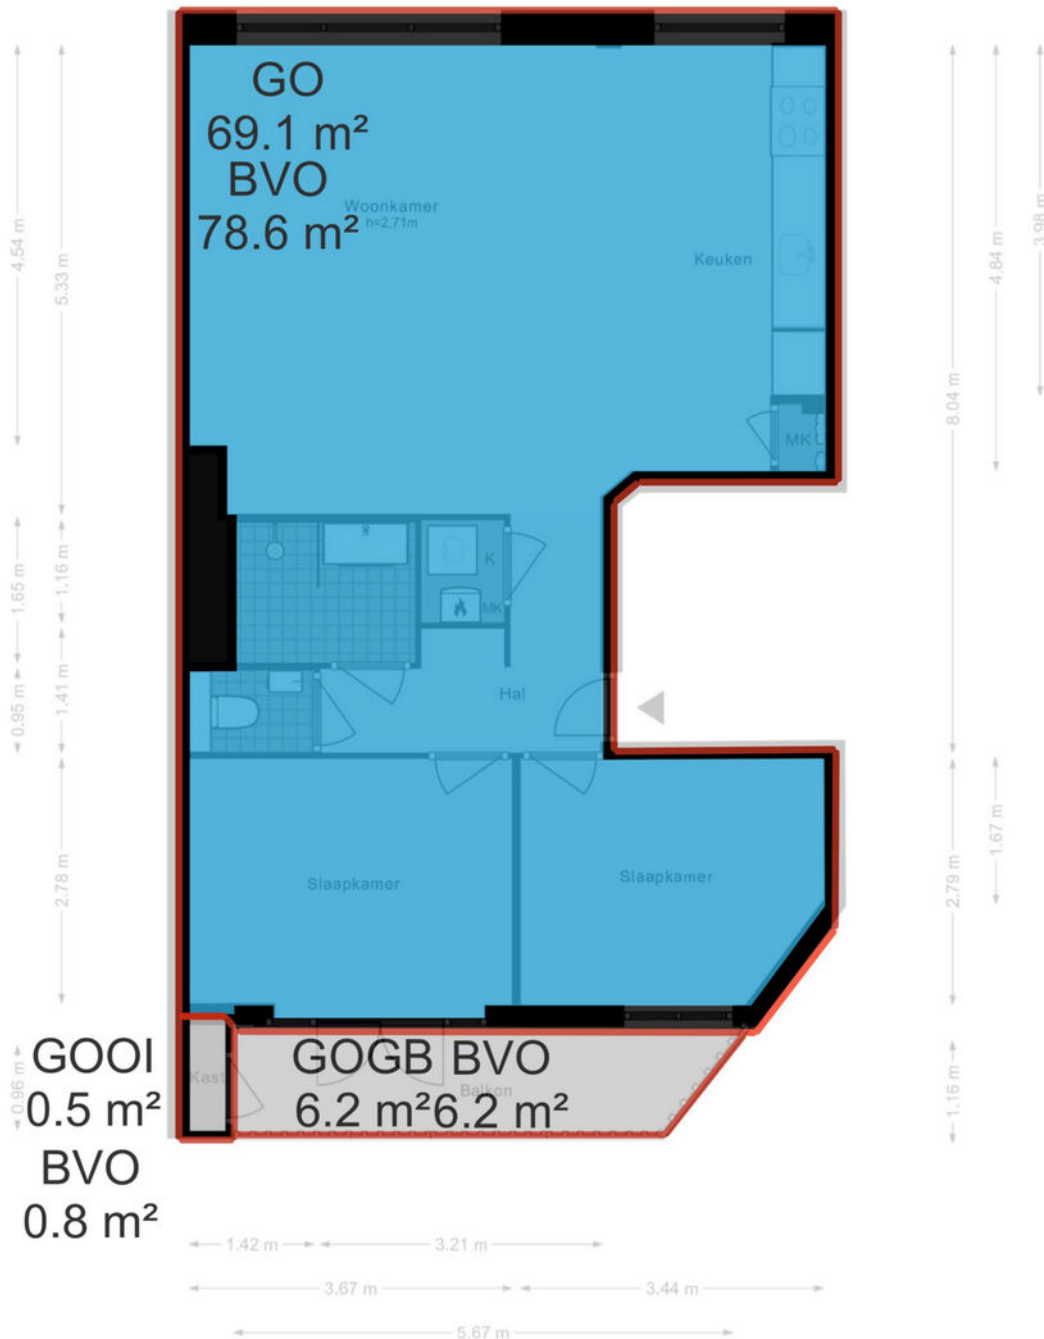 GO
69.1 m²
BVO
78.6 m²
Woonkamer
h=2,71m
Keuken
MK
K
MK
Hal
Slaapkamer
Slaapkamer
GOOI
0.5 m²
BVO
0.8 m²
Kast
GOGB BVO
6.2 m²6.2 m²
Balkon
4.54 m
5.33 m
1.65 m
1.16 m
0.95 m
1.41 m
2.78 m
0.96 m
3.98 m
4.84 m
8.04 m
1.67 m
2.79 m
1.16 m
1.42 m
3.21 m
3.67 m
3.44 m
5.67 m